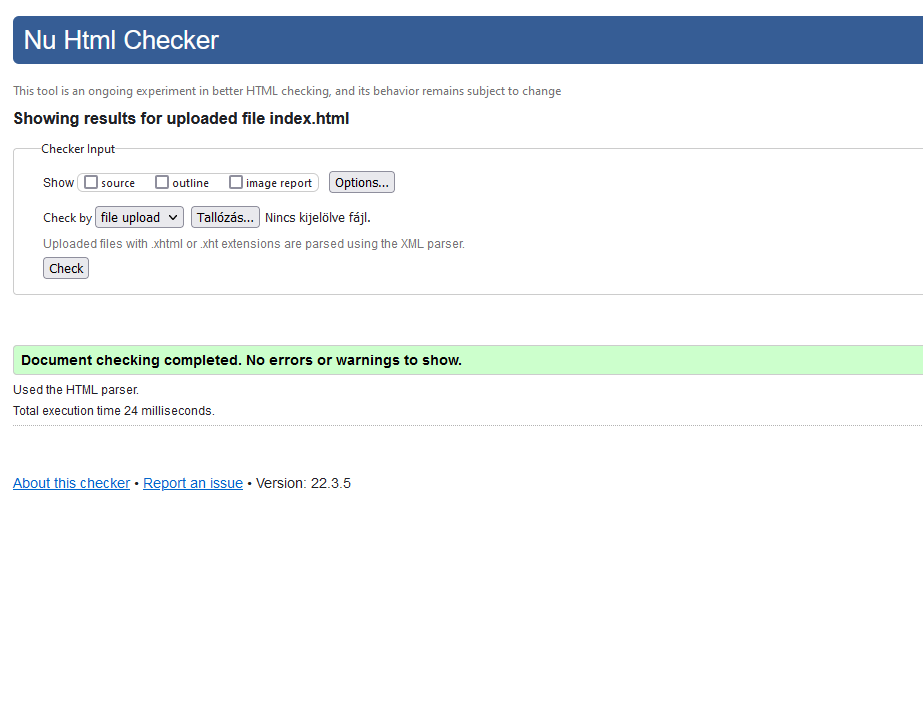 Nu Html Checker
This tool is an ongoing experiment in better HTML checking, and its behavior remains subject to change
Showing results for uploaded file index.html
Checker Input
Show source outline image report Options...
Check by file upload Tallózás... Nincs kijelölve fájl.
Uploaded files with .xhtml or .xht extensions are parsed using the XML parser.
Check
Document checking completed. No errors or warnings to show.
Used the HTML parser.
Total execution time 24 milliseconds.
About this checker • Report an issue • Version: 22.3.5